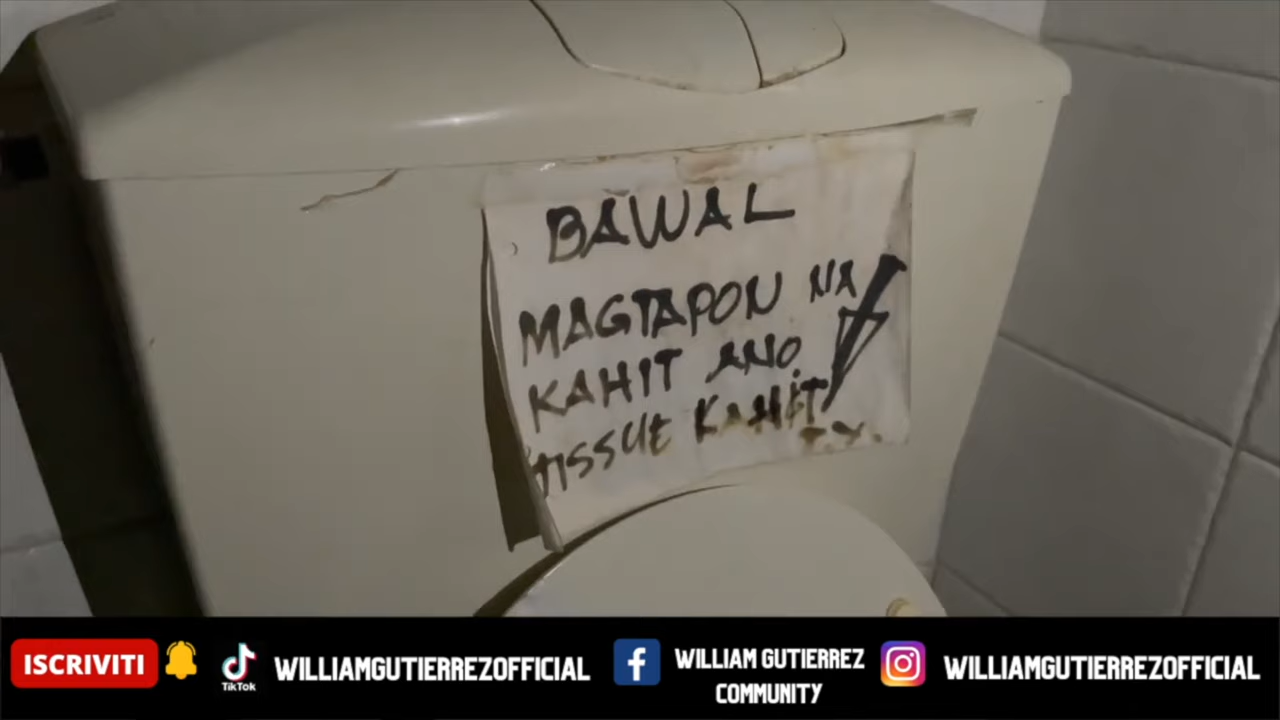 BAWAL
MAGTAPON NA
KAHIT ANO
TISSUE KAHIT
T.Y.
ISCRIVITI
TikTok
WILLIAMGUTIERREZOFFICIAL
WILLIAM GUTIERREZ
COMMUNITY
WILLIAMGUTIERREZOFFICIAL